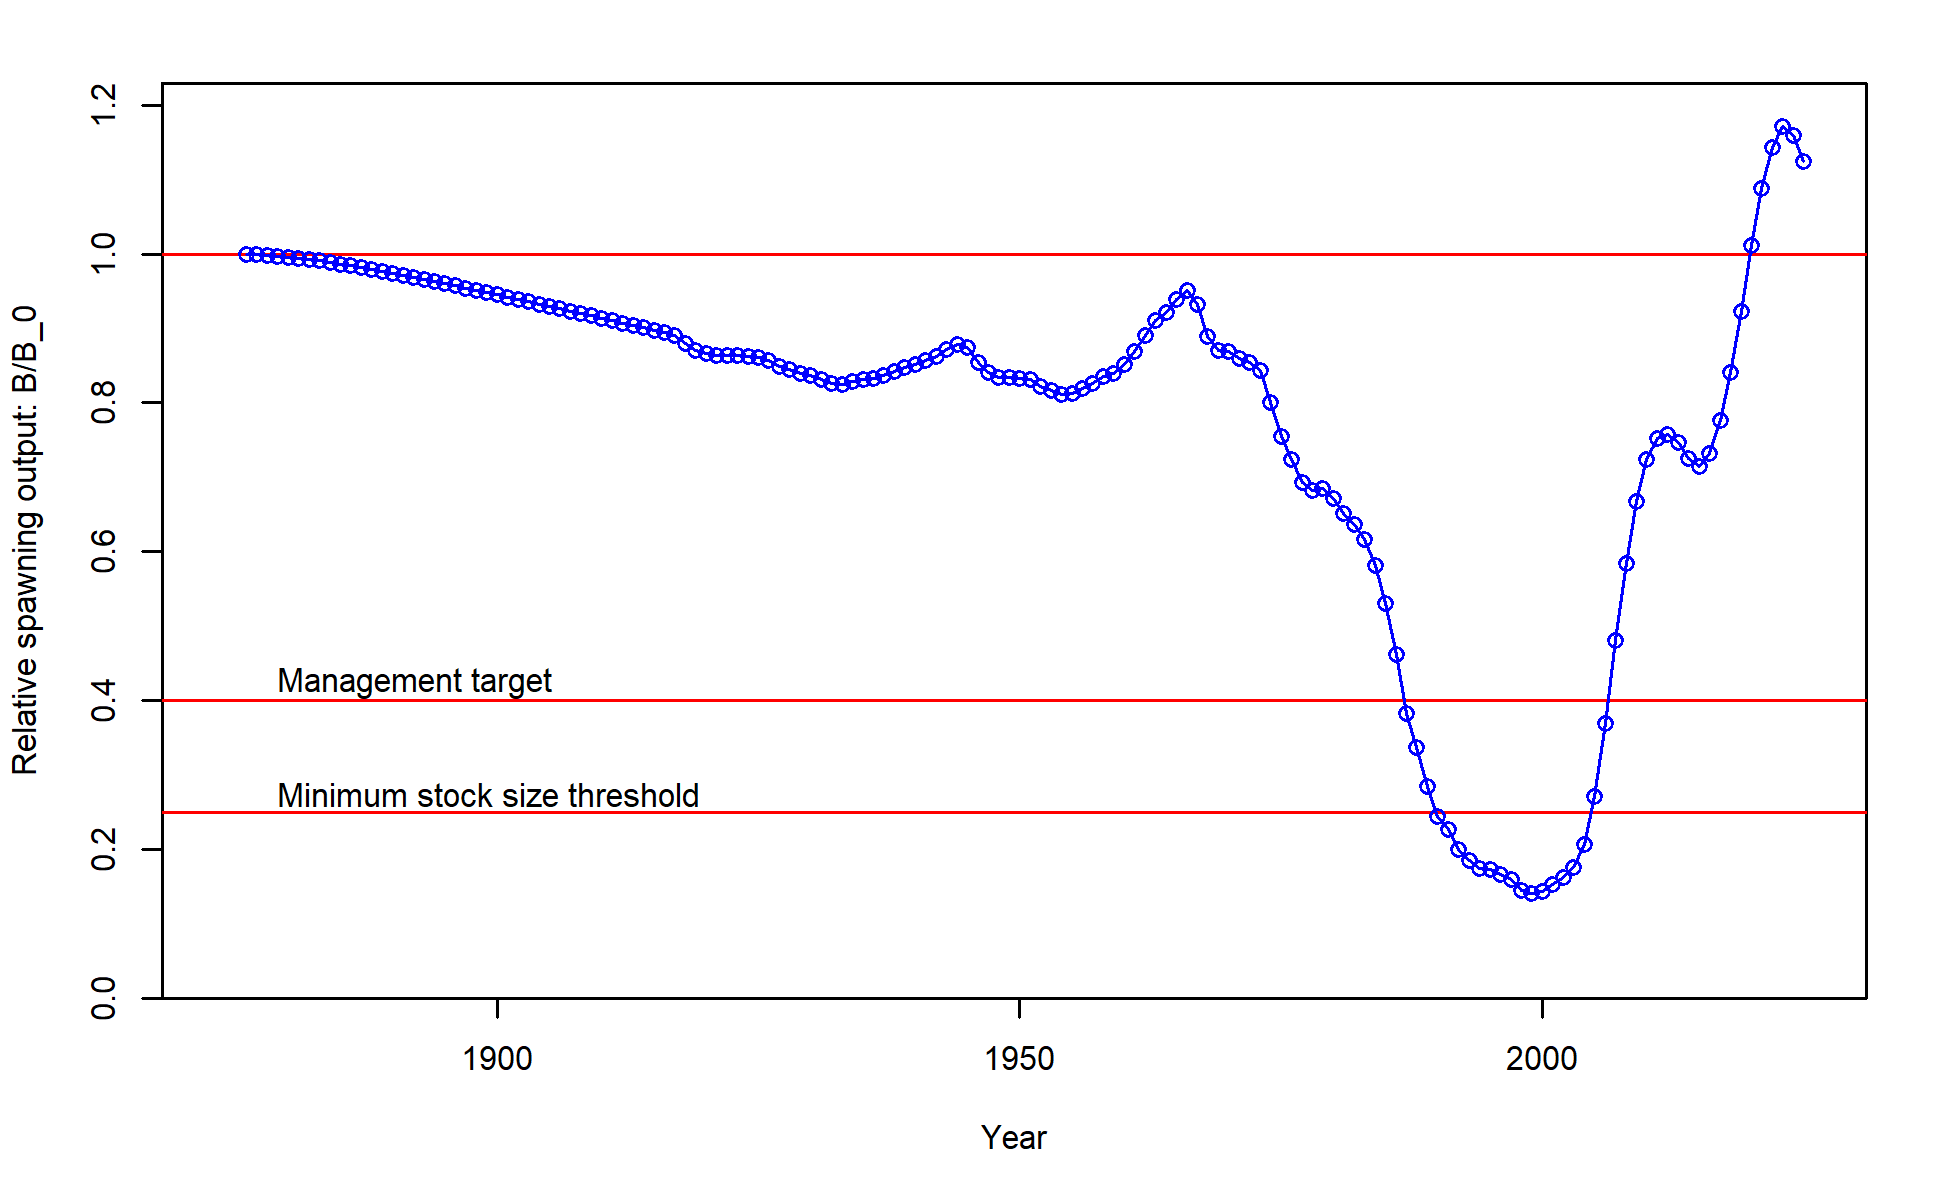 Relative spawning output: B/B_0
1.2
1.0
0.8
0.6
0.4
0.2
0.0
Management target
Minimum stock size threshold
1900
1950
2000
Year